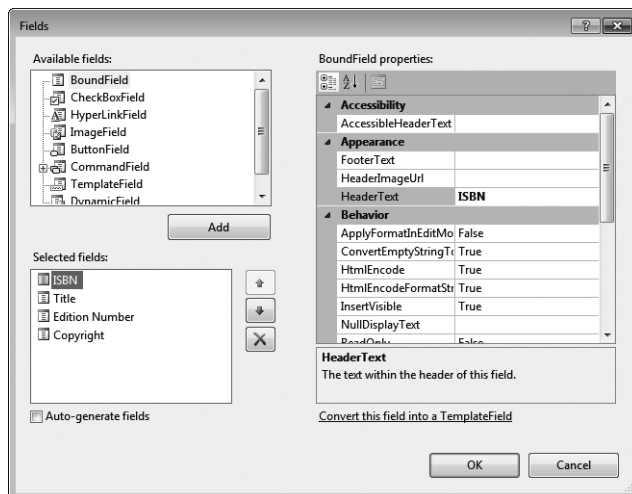 Fields
Available fields:
BoundField
CheckBoxField
HyperLinkField
ImageField
ButtonField
CommandField
TemplateField
DynamicField
Add
Selected fields:
ISBN
Title
Edition Number
Copyright
Auto-generate fields
BoundField properties:
Accessibility
AccessibleHeaderText
Appearance
FooterText
HeaderImageUrl
HeaderText ISBN
Behavior
ApplyFormatInEditMo False
ConvertEmptyStringTo True
HtmlEncode True
HtmlEncodeFormatStr True
InsertVisible True
NullDisplayText
ReadOnly False
HeaderText
The text within the header of this field.
Convert this field into a TemplateField
OK
Cancel